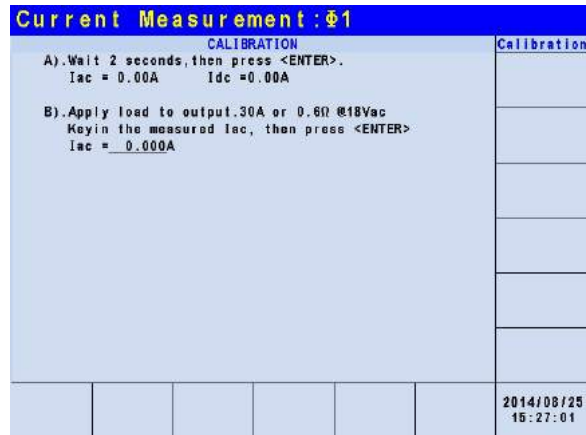 Current Measurement:Φ1
CALIBRATION
Calibration
A).Wait 2 seconds,then press <ENTER>.
Iac = 0.00A Idc =0.00A
B).Apply load to output.30A or 0.6Ω @18Vac
Keyin the measured Iac, then press <ENTER>
Iac = 0.000A
2014/08/25
15:27:01